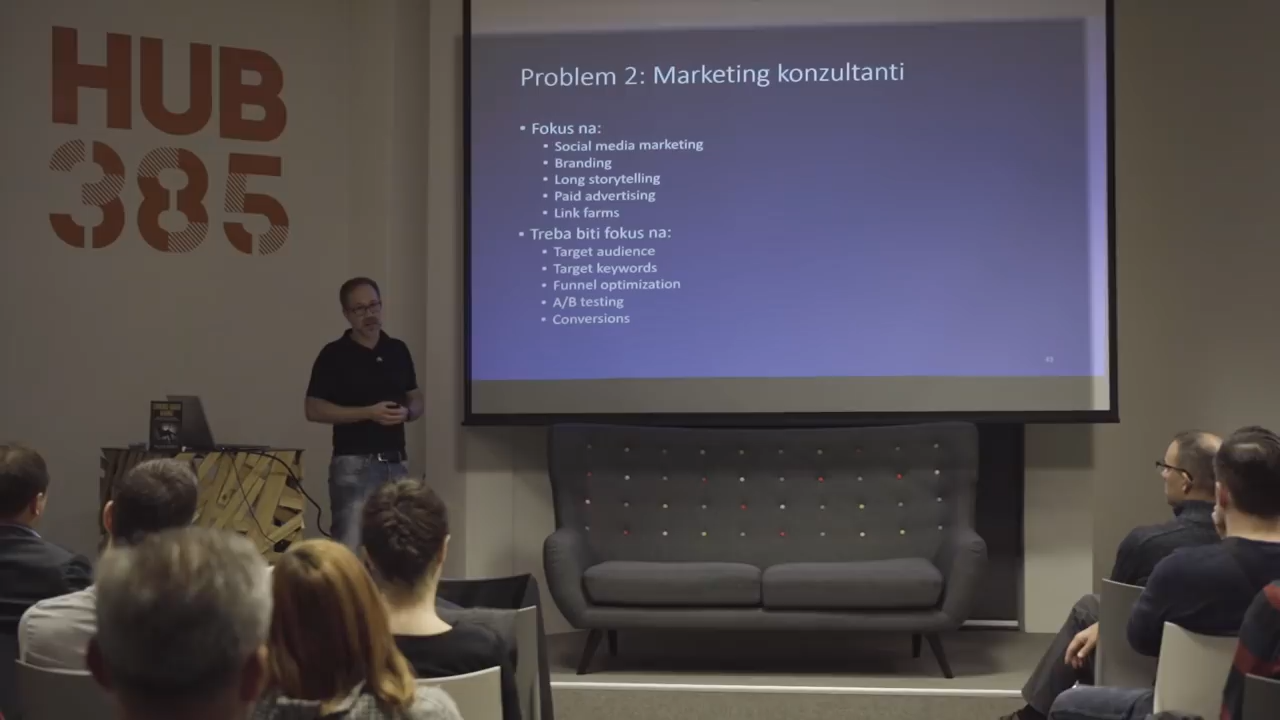 HUB
385
Problem 2: Marketing konzultanti
• Fokus na:
• Social media marketing
• Branding
• Long storytelling
• Paid advertising
• Link farms
• Treba biti fokus na:
• Target audience
• Target keywords
• Funnel optimization
• A/B testing
• Conversions